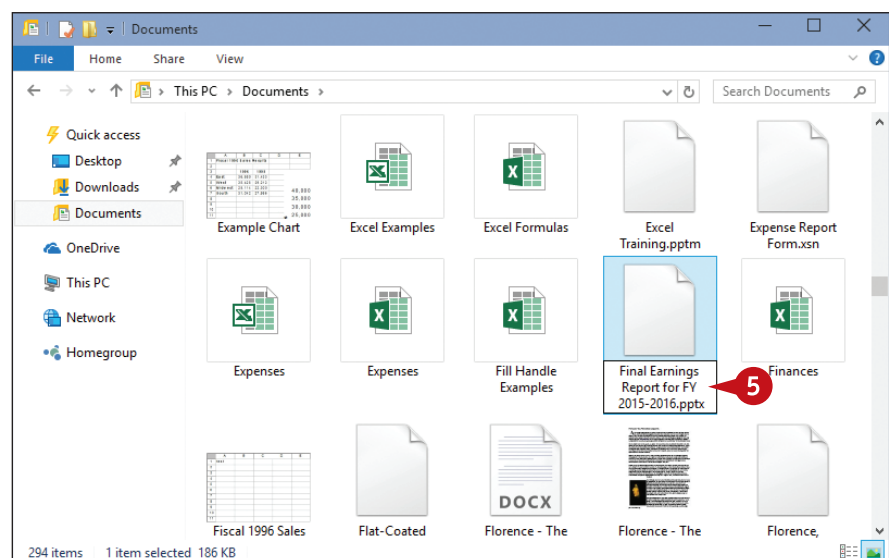 Documents
File Home Share View
This PC > Documents >
Search Documents
Quick access
Desktop
Downloads
Documents
OneDrive
This PC
Network
Homegroup
Example Chart
Excel Examples
Excel Formulas
Excel
Training.pptm
Expense Report
Form.xsn
Expenses
Expenses
Fill Handle
Examples
Final Earnings
Report for FY
2015-2016.pptx
5
Finances
DOCX
Fiscal 1996 Sales
Flat-Coated
Florence - The
Florence - The
Florence,
294 items 1 item selected 186 KB